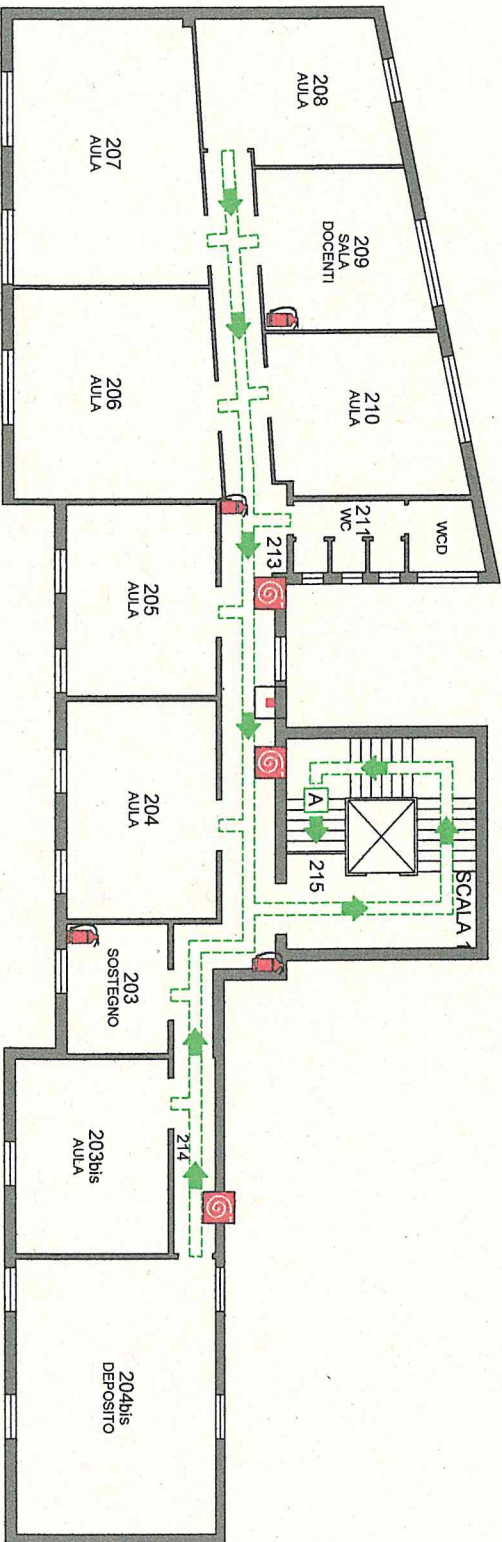 208
AULA
207
AULA
209
SALA
DOCENTI
206
AULA
210
AULA
211
WC
WCD
213
205
AULA
204
AULA
A
215
SCALA 1
203
SOSTEGNO
203bis
AULA
214
204bis
DEPOSITO